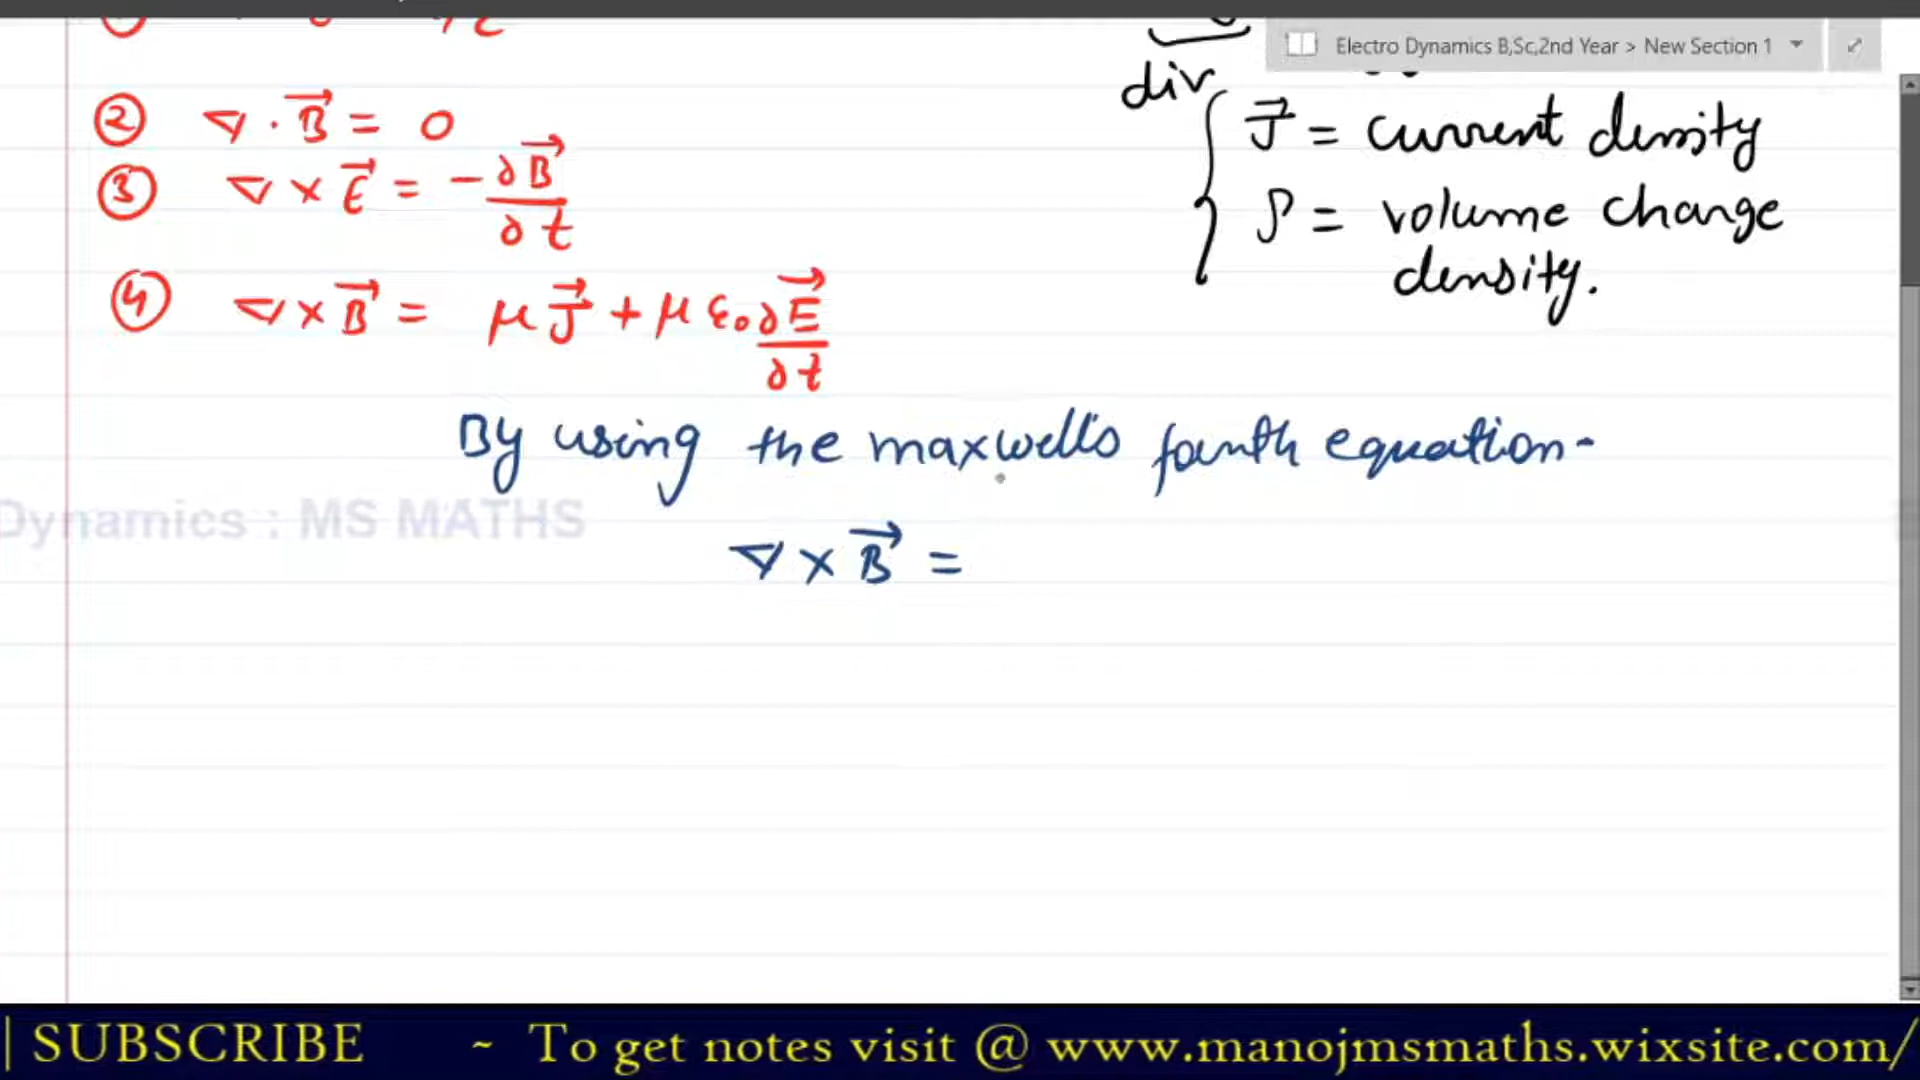 Electro Dynamics B,Sc,2nd Year > New Section 1
div
② ∇ · B⃗ = 0
③ ∇ × E⃗ = -∂B⃗/∂t
④ ∇ × B⃗ = μJ⃗ + με₀∂E⃗/∂t
J⃗ = current density
ρ = volume change
density.
By using the maxwell's fourth equation-
Dynamics : MS MATHS
∇ × B⃗ =
| SUBSCRIBE ~ To get notes visit @ www.manojmsmaths.wixsite.com/